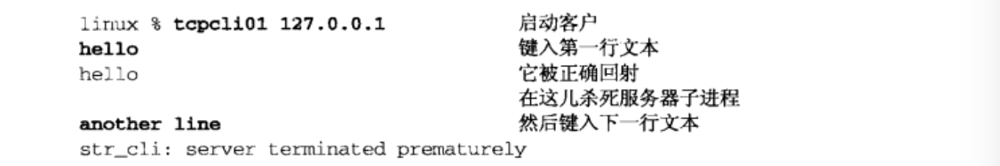 linux % tcpcli01 127.0.0.1 启动客户
hello 键入第一行文本
hello 它被正确回射
在这儿杀死服务器子进程
another line 然后键入下一行文本
str_cli: server terminated prematurely